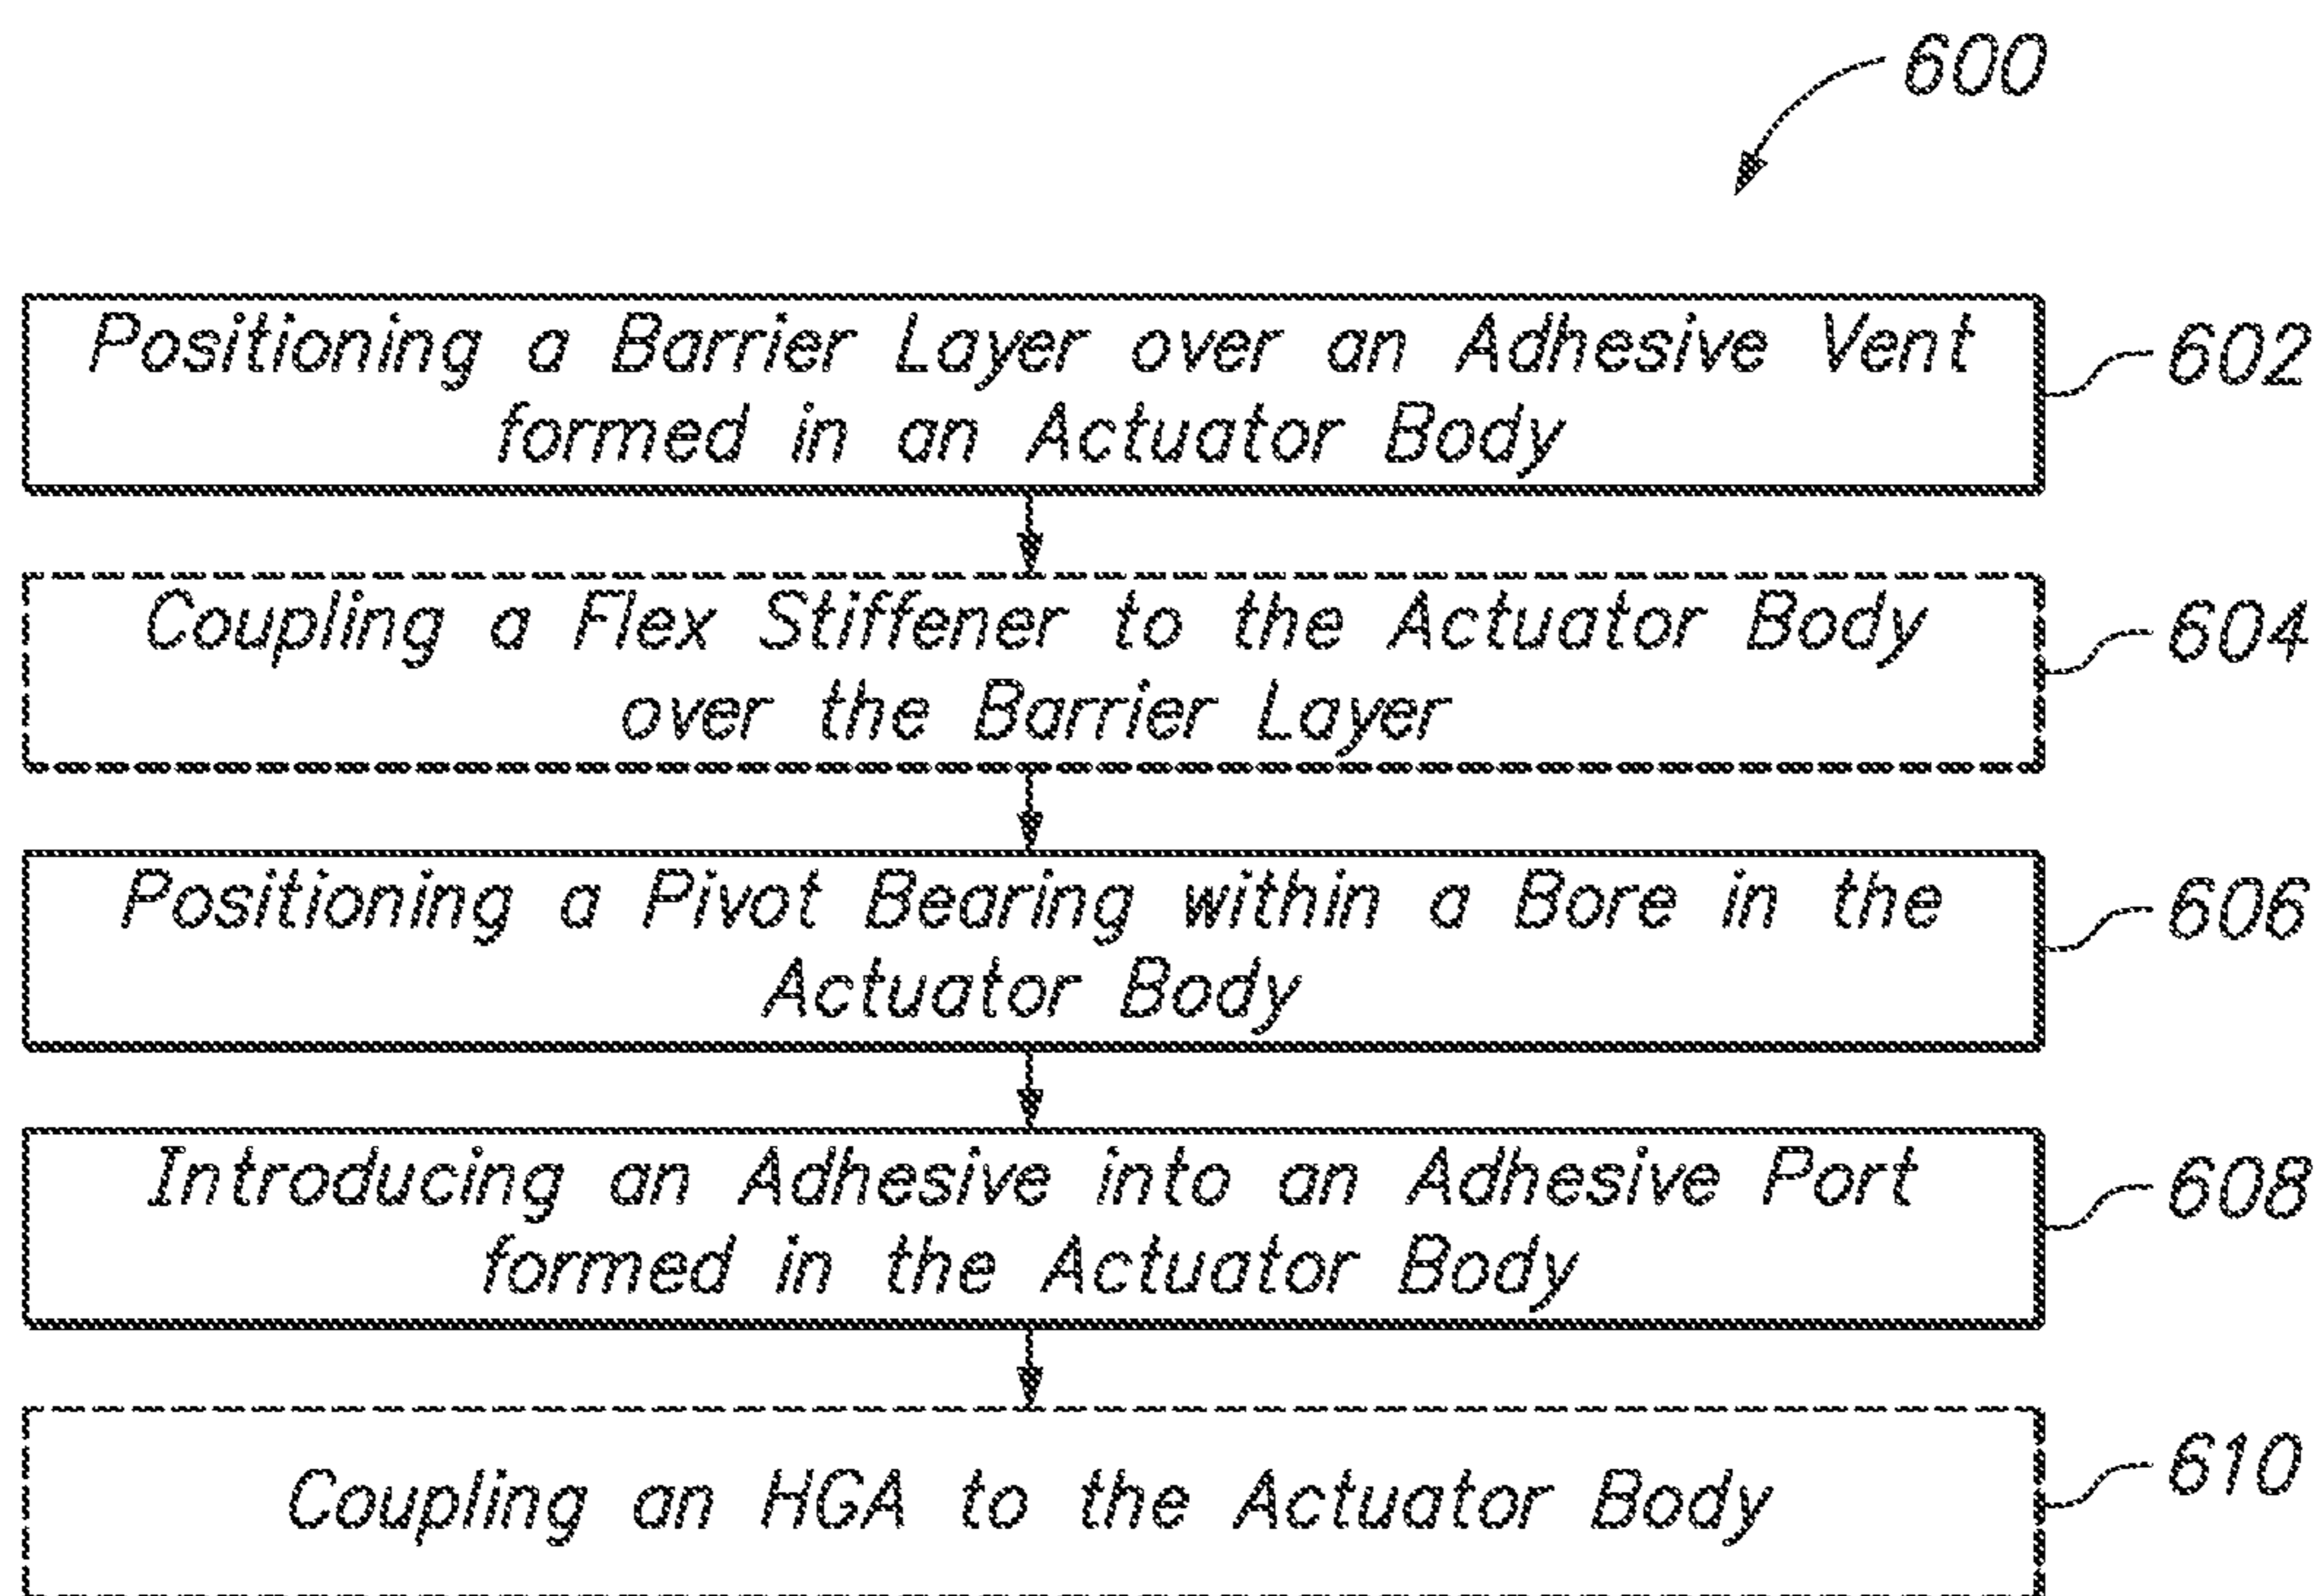 600
Positioning a Barrier Layer over an Adhesive Vent
formed in an Actuator Body
602
Coupling a Flex Stiffener to the Actuator Body
over the Barrier Layer
604
Positioning a Pivot Bearing within a Bore in the
Actuator Body
606
Introducing an Adhesive into an Adhesive Port
formed in the Actuator Body
608
Coupling an HGA to the Actuator Body
610